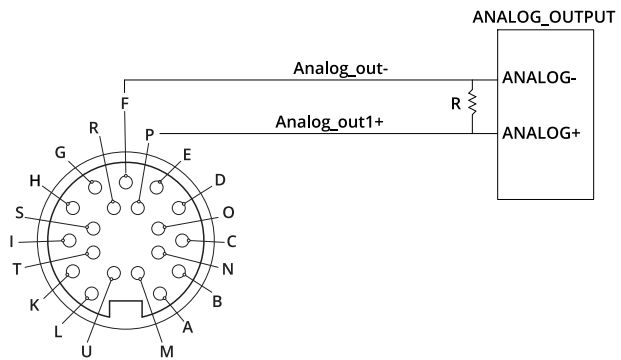 ANALOG_OUTPUT
Analog_out-
ANALOG-
F
R
Analog_out1+
ANALOG+
R
P
G
E
H
D
S
O
I
C
T
N
K
B
L
A
U
M